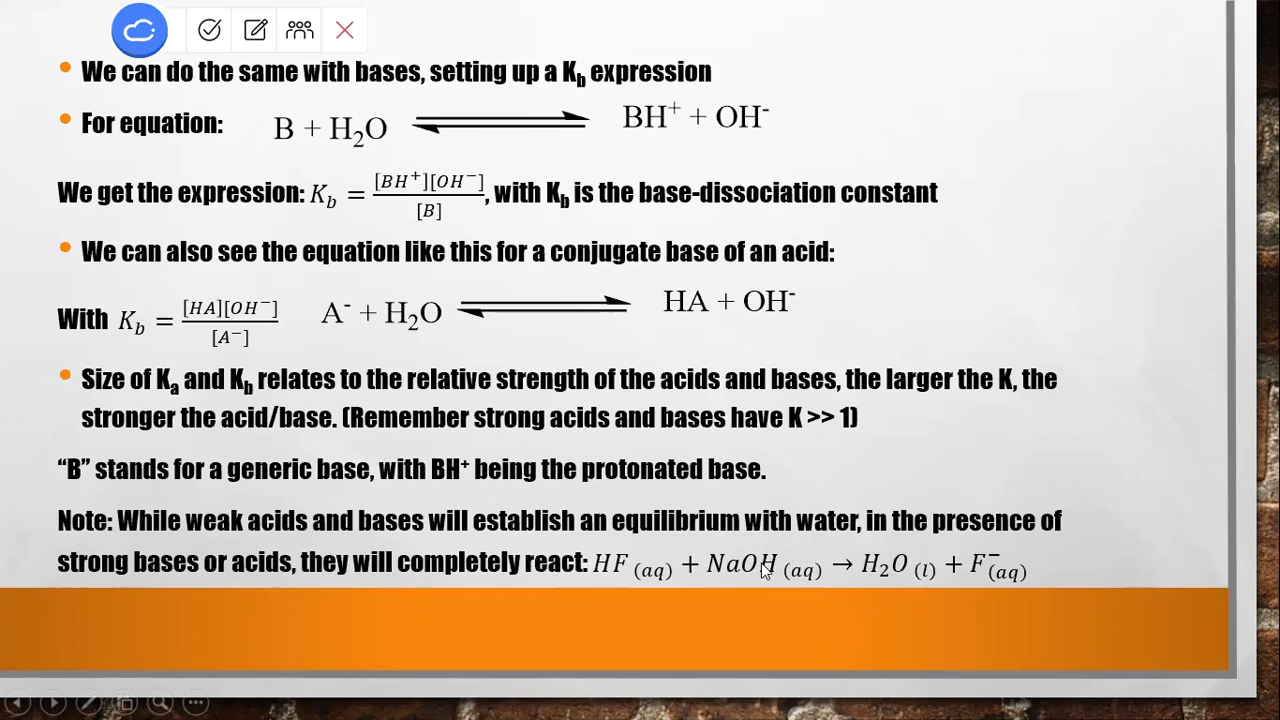 We can do the same with bases, setting up a K_b expression
For equation: B + H₂O ⇌ BH⁺ + OH⁻
We get the expression: K_b = [BH⁺][OH⁻]/[B], with K_b is the base-dissociation constant
We can also see the equation like this for a conjugate base of an acid:
With K_b = [HA][OH⁻]/[A⁻] A⁻ + H₂O ⇌ HA + OH⁻
Size of Kₐ and K_b relates to the relative strength of the acids and bases, the larger the K, the
stronger the acid/base. (Remember strong acids and bases have K >> 1)
“B” stands for a generic base, with BH⁺ being the protonated base.
Note: While weak acids and bases will establish an equilibrium with water, in the presence of
strong bases or acids, they will completely react: HF (aq) + NaOH (aq) → H₂O (l) + F⁻(aq)